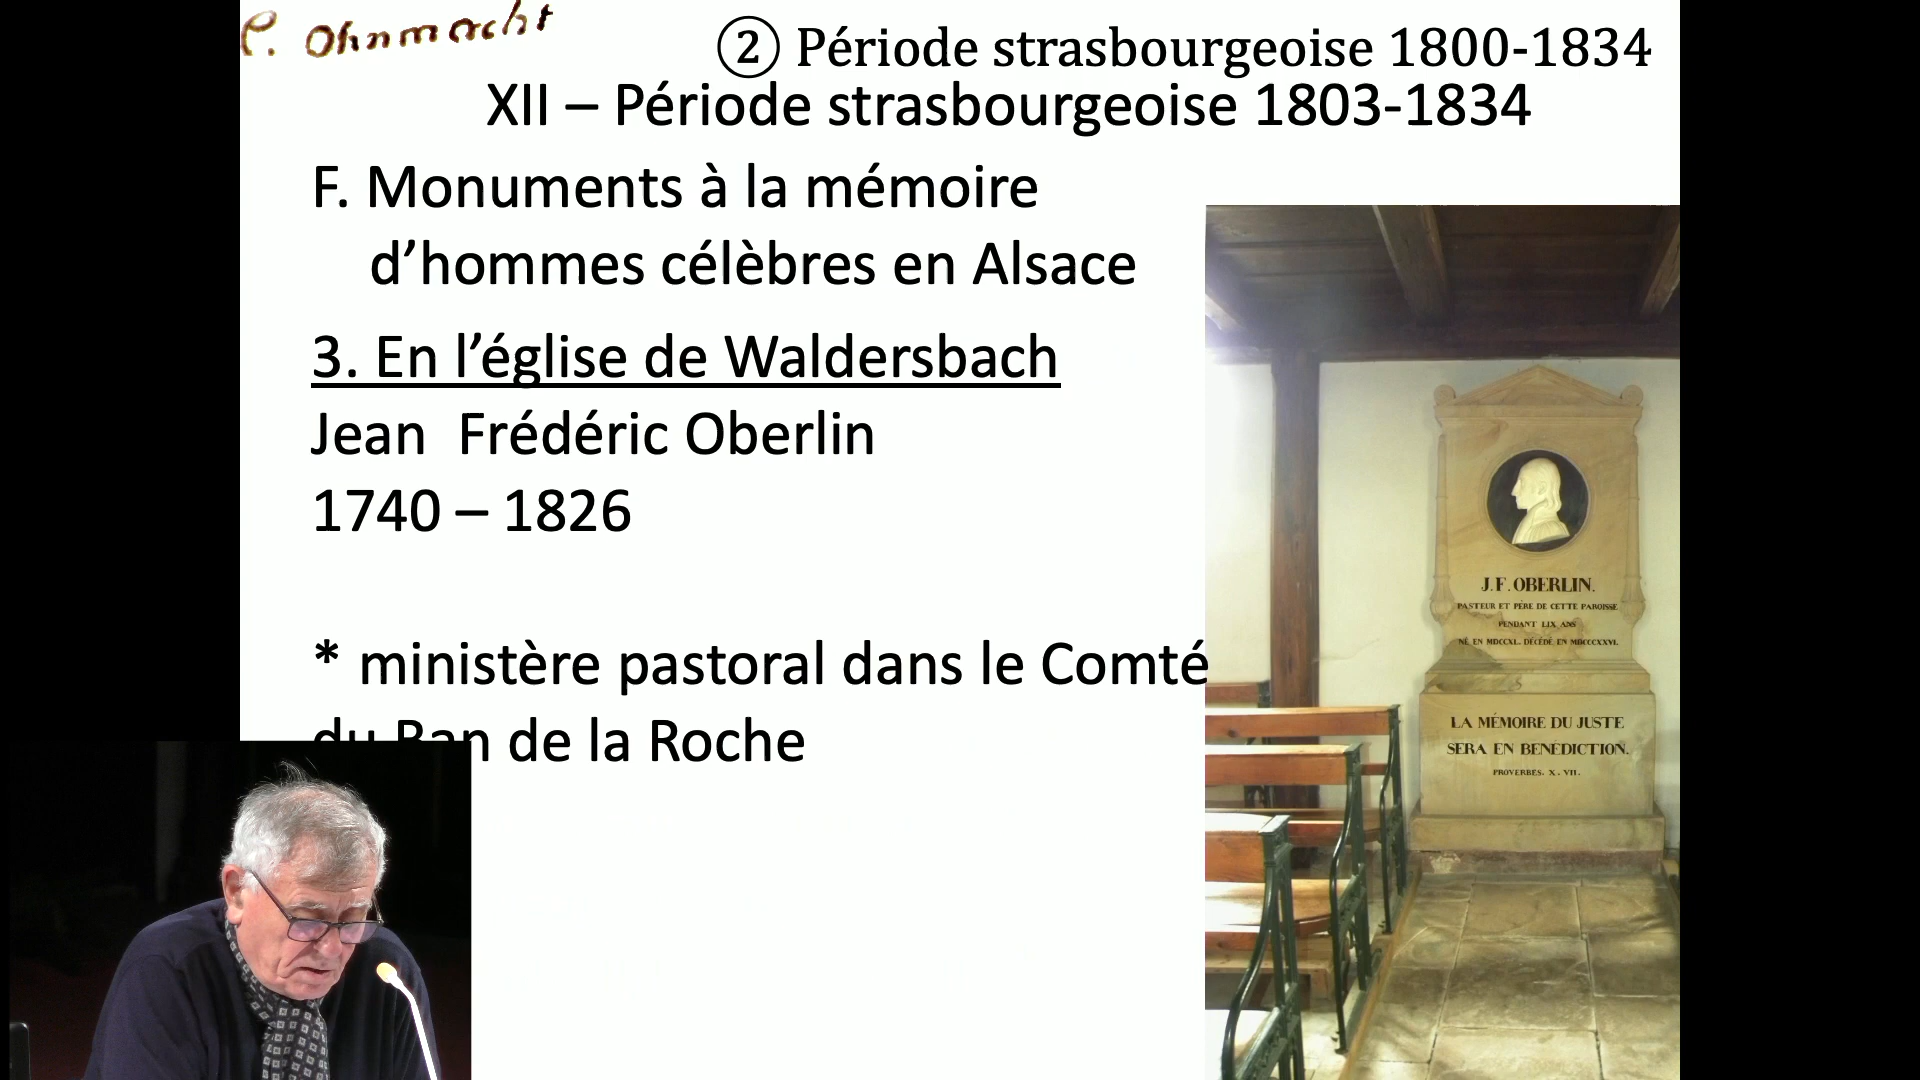 P. Ohnmacht
② Période strasbourgeoise 1800-1834
XII – Période strasbourgeoise 1803-1834
F. Monuments à la mémoire
d’hommes célèbres en Alsace
3. En l’église de Waldersbach
Jean Frédéric Oberlin
1740 – 1826
* ministère pastoral dans le Comté
du Ban de la Roche
J. F. OBERLIN.
PASTEUR ET PÈRE DE CETTE PAROISSE
PENDANT LIX ANS
NÉ EN MDCCXL. DÉCÉDÉ EN MDCCCXXVI.
LA MÉMOIRE DU JUSTE
SERA EN BENÉDICTION.
PROVERBES. X. VII.